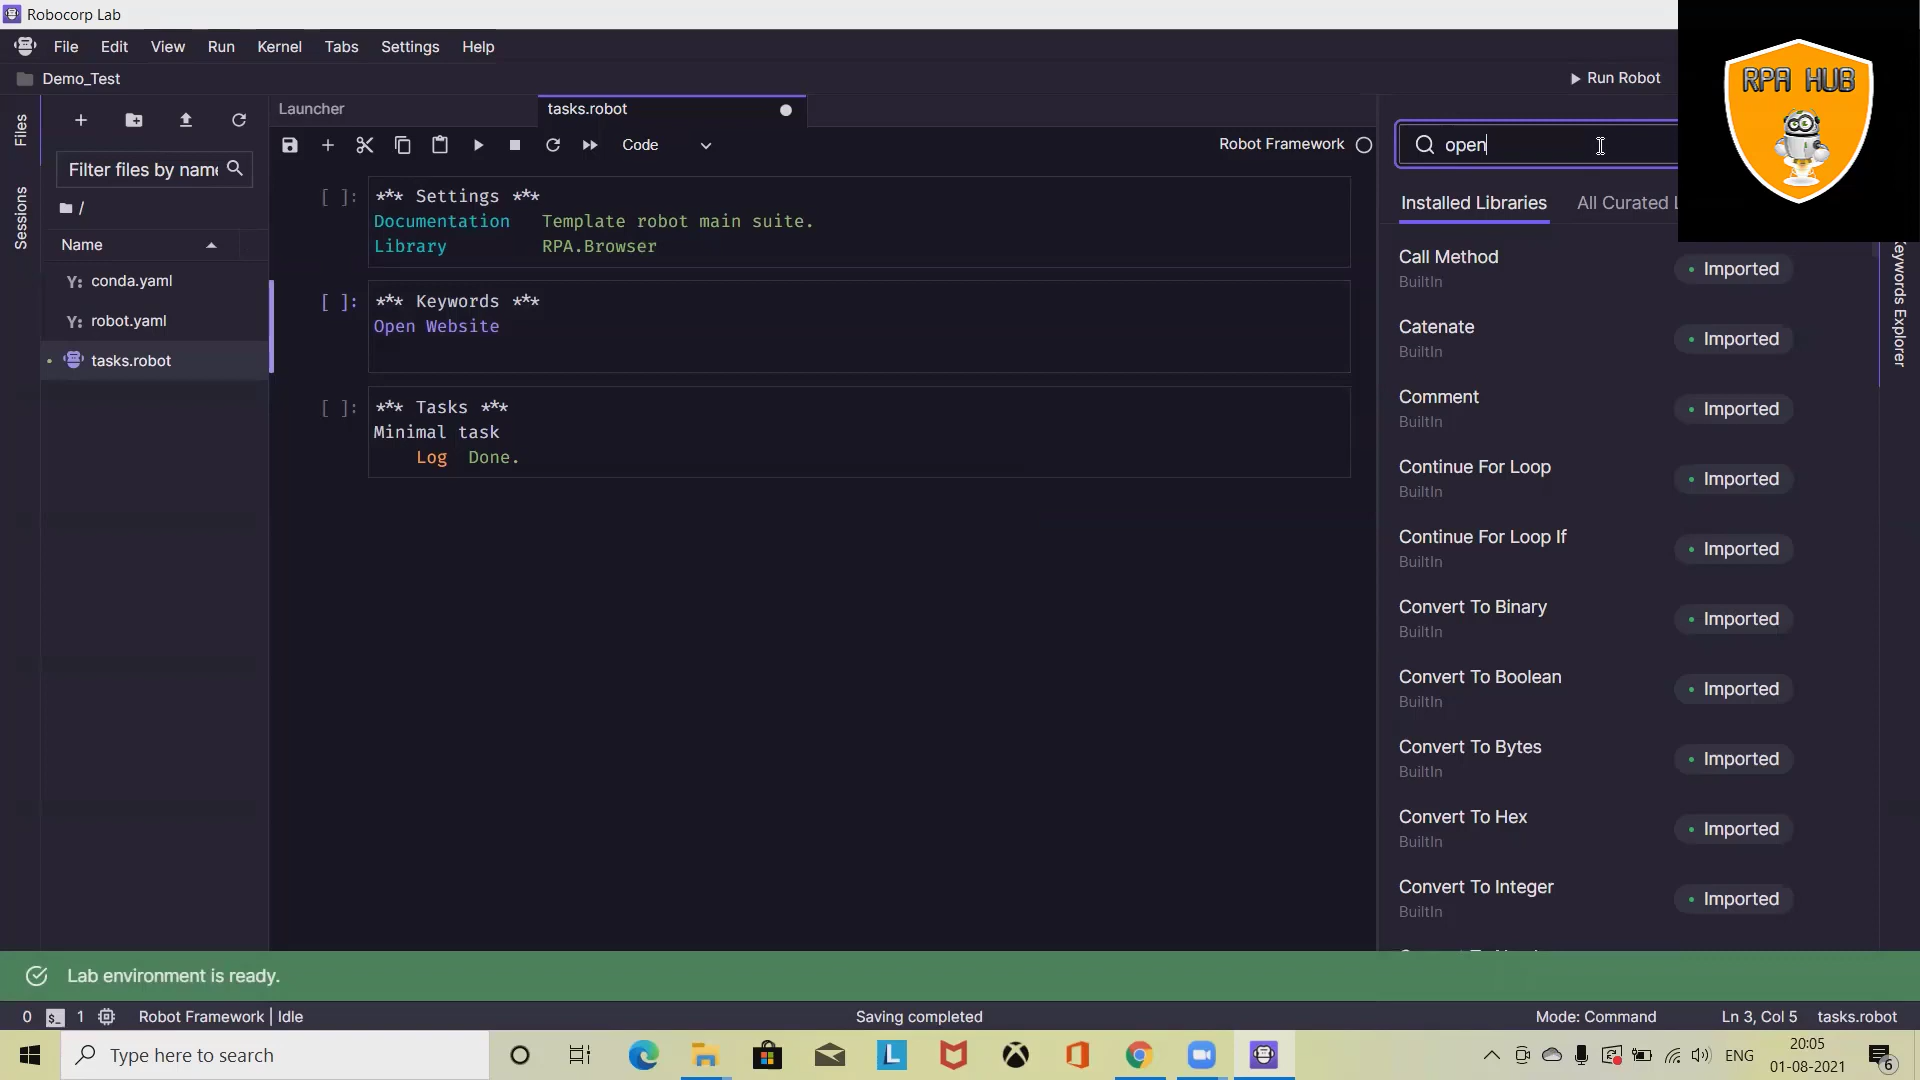 Robocorp Lab
File Edit View Run Kernel Tabs Settings Help
RPA HUB
Demo_Test
Run Robot
Files
Sessions
Launcher
tasks.robot
Code
Robot Framework
open
Filter files by name
/
Name
conda.yaml
robot.yaml
tasks.robot
[ ]:
*** Settings ***
Documentation Template robot main suite.
Library RPA.Browser
[ ]:
*** Keywords ***
Open Website
[ ]:
*** Tasks ***
Minimal task
Log Done.
Installed Libraries
All Curated
Keywords Explorer
Call Method
BuiltIn
Imported
Catenate
BuiltIn
Imported
Comment
BuiltIn
Imported
Continue For Loop
BuiltIn
Imported
Continue For Loop If
BuiltIn
Imported
Convert To Binary
BuiltIn
Imported
Convert To Boolean
BuiltIn
Imported
Convert To Bytes
BuiltIn
Imported
Convert To Hex
BuiltIn
Imported
Convert To Integer
BuiltIn
Imported
Lab environment is ready.
0 1 Robot Framework | Idle
Saving completed
Mode: Command
Ln 3, Col 5
tasks.robot
Type here to search
ENG
20:05
01-08-2021
6